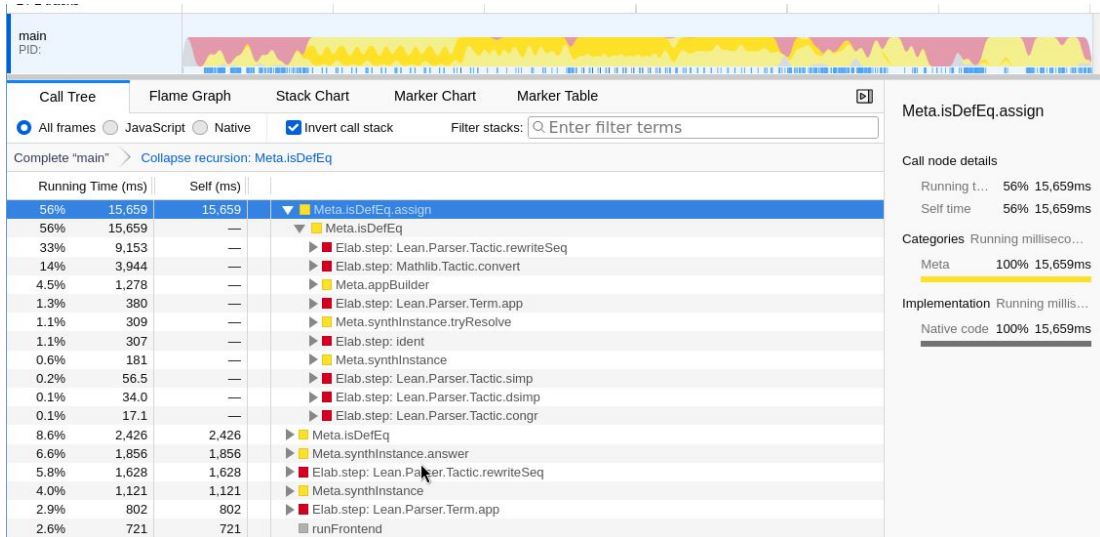 main
PID:
Call Tree Flame Graph Stack Chart Marker Chart Marker Table
All frames JavaScript Native Invert call stack Filter stacks: Enter filter terms
Complete “main” Collapse recursion: Meta.isDefEq
Running Time (ms) Self (ms)
56% 15,659 15,659 Meta.isDefEq.assign
56% 15,659 — Meta.isDefEq
33% 9,153 — Elab.step: Lean.Parser.Tactic.rewriteSeq
14% 3,944 — Elab.step: Mathlib.Tactic.convert
4.5% 1,278 — Meta.appBuilder
1.3% 380 — Elab.step: Lean.Parser.Term.app
1.1% 309 — Meta.synthInstance.tryResolve
1.1% 307 — Elab.step: ident
0.6% 181 — Meta.synthInstance
0.2% 56.5 — Elab.step: Lean.Parser.Tactic.simp
0.1% 34.0 — Elab.step: Lean.Parser.Tactic.dsimp
0.1% 17.1 — Elab.step: Lean.Parser.Tactic.congr
8.6% 2,426 2,426 Meta.isDefEq
6.6% 1,856 1,856 Meta.synthInstance.answer
5.8% 1,628 1,628 Elab.step: Lean.Parser.Tactic.rewriteSeq
4.0% 1,121 1,121 Meta.synthInstance
2.9% 802 802 Elab.step: Lean.Parser.Term.app
2.6% 721 721 runFrontend
Meta.isDefEq.assign
Call node details
Running t… 56% 15,659ms
Self time 56% 15,659ms
Categories Running milliseco…
Meta 100% 15,659ms
Implementation Running millis…
Native code 100% 15,659ms